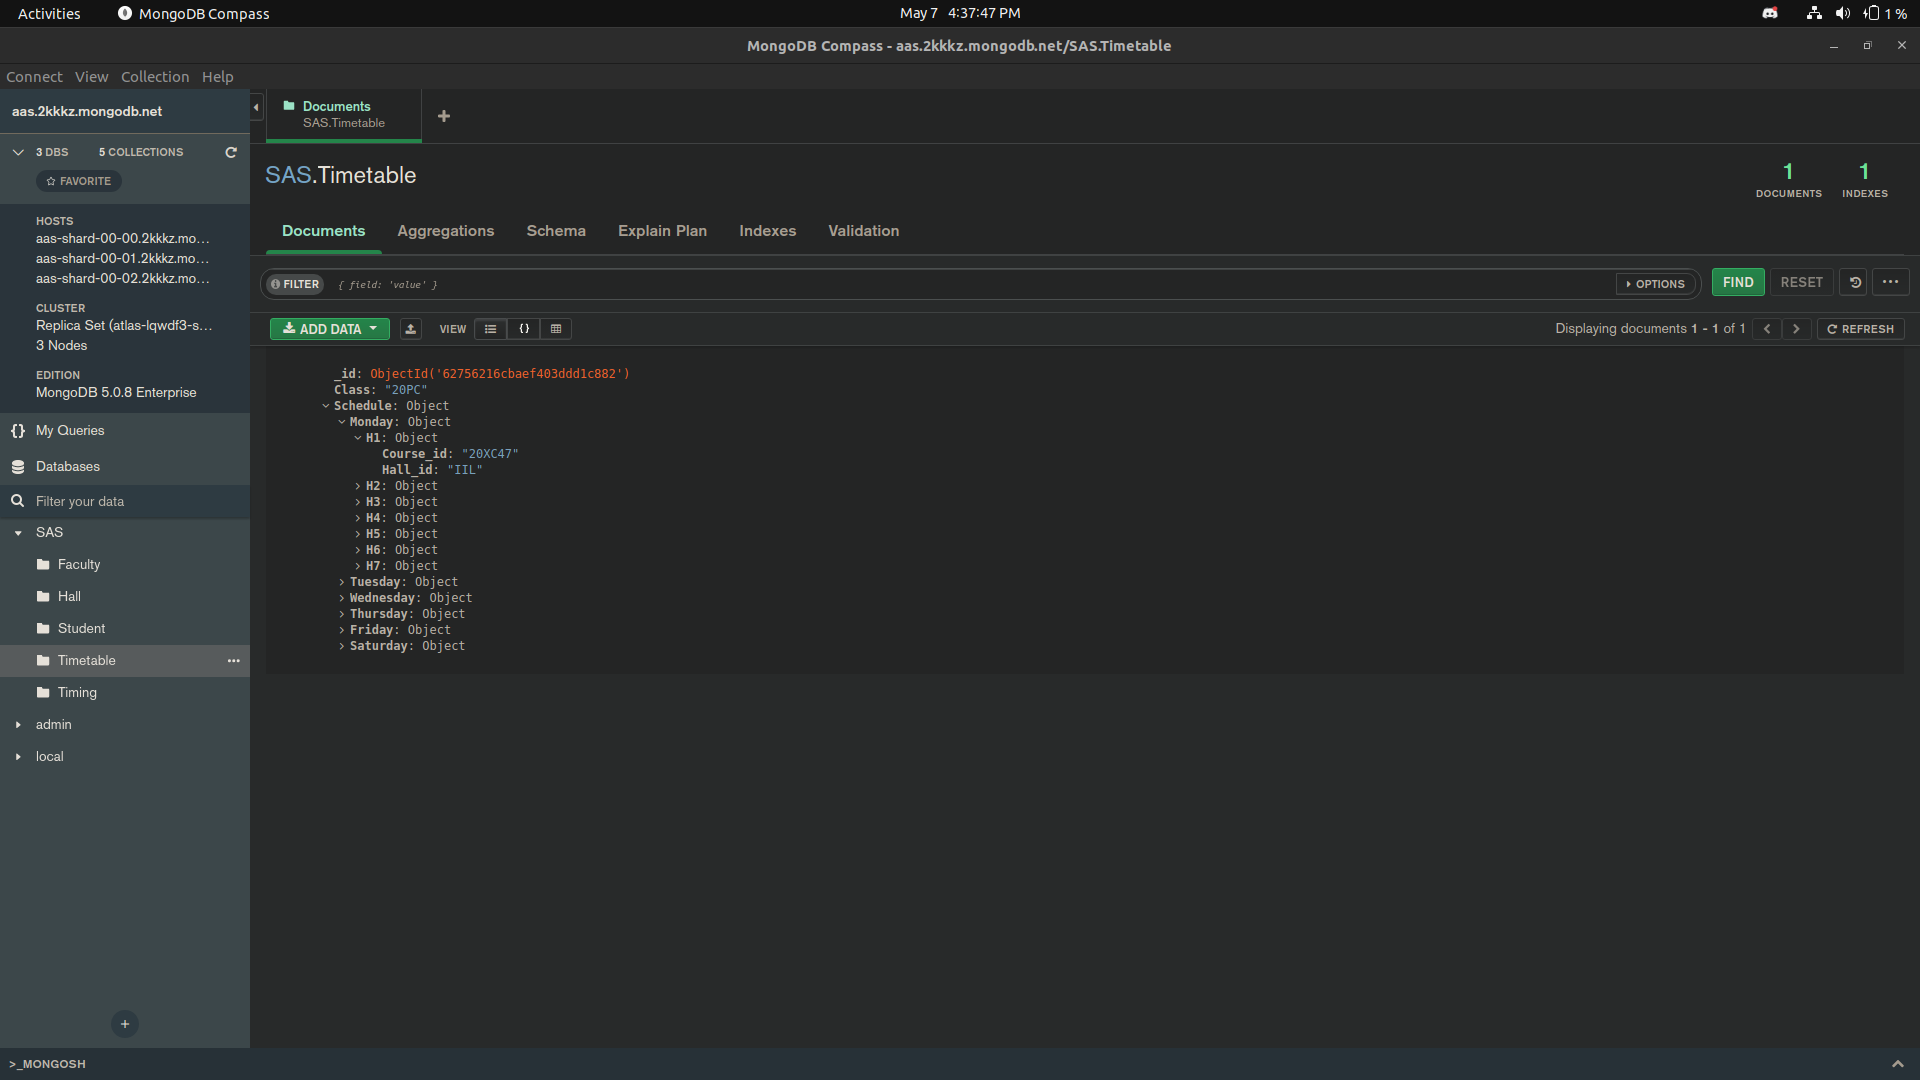 Activities MongoDB Compass May 7 4:37:47 PM 1 %
MongoDB Compass - aas.2kkkz.mongodb.net/SAS.Timetable
Connect View Collection Help
aas.2kkkz.mongodb.net
3 DBS 5 COLLECTIONS
FAVORITE
HOSTS
aas-shard-00-00.2kkkz.mo...
aas-shard-00-01.2kkkz.mo...
aas-shard-00-02.2kkkz.mo...
CLUSTER
Replica Set (atlas-lqwdf3-s...
3 Nodes
EDITION
MongoDB 5.0.8 Enterprise
{} My Queries
Databases
Filter your data
SAS
Faculty
Hall
Student
Timetable ...
Timing
admin
local
+
>_MONGOSH
Documents
SAS.Timetable
+
SAS.Timetable
1 DOCUMENTS
1 INDEXES
Documents Aggregations Schema Explain Plan Indexes Validation
FILTER { field: 'value' } OPTIONS FIND RESET ...
ADD DATA VIEW {} Displaying documents 1 - 1 of 1 < > REFRESH
_id: ObjectId('62756216cbaef403ddd1c882')
Class: "20PC"
Schedule: Object
Monday: Object
H1: Object
Course_id: "20XC47"
Hall_id: "IIL"
H2: Object
H3: Object
H4: Object
H5: Object
H6: Object
H7: Object
Tuesday: Object
Wednesday: Object
Thursday: Object
Friday: Object
Saturday: Object